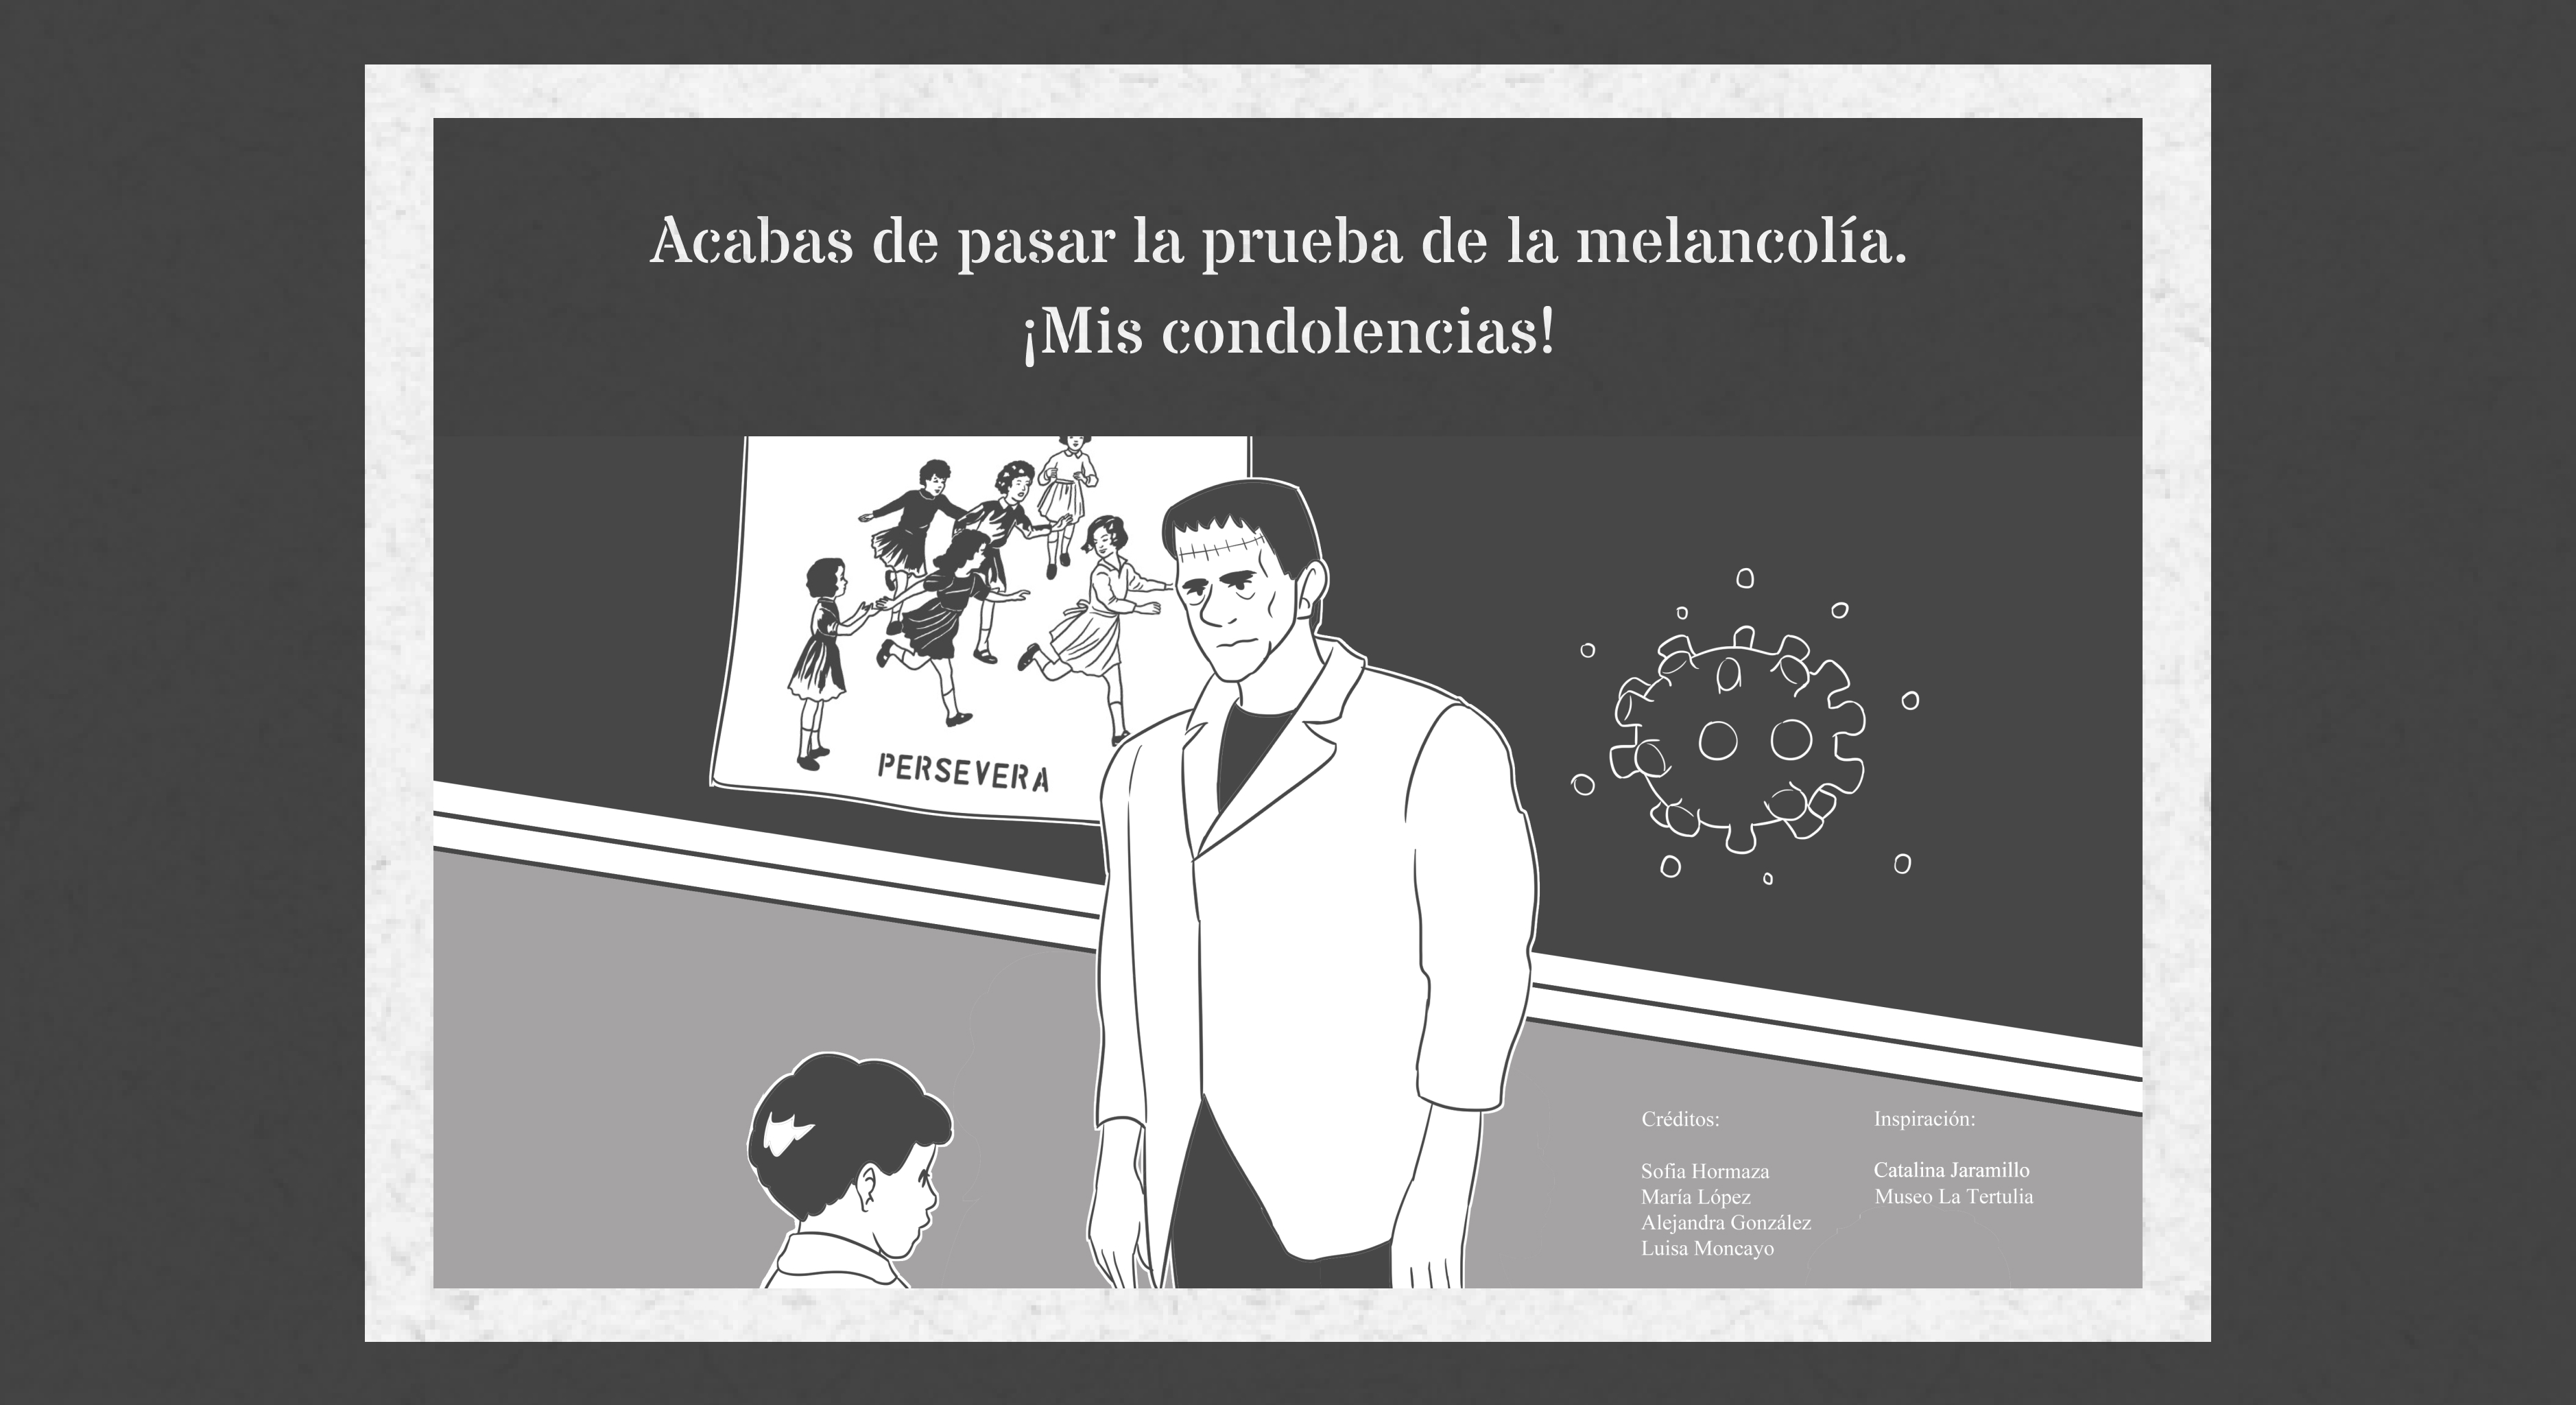 Acabas de pasar la prueba de la melancolía.
¡Mis condolencias!
PERSEVERA
Créditos:
Sofia Hormaza
María López
Alejandra González
Luisa Moncayo
Inspiración:
Catalina Jaramillo
Museo La Tertulia